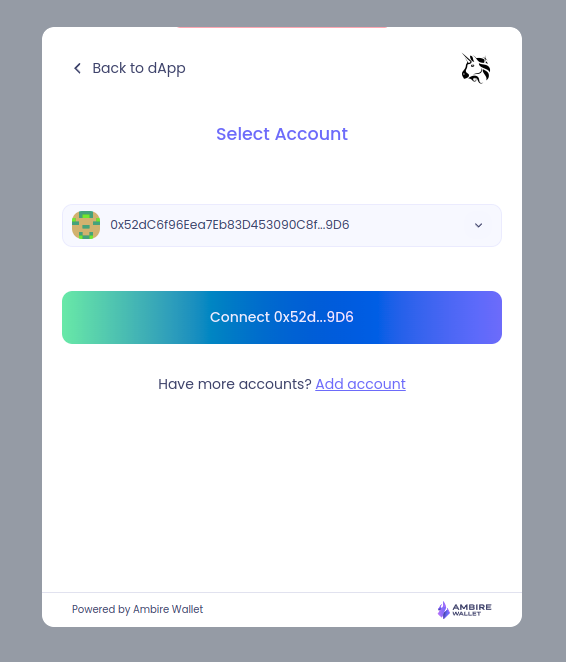 Back to dApp
Select Account
0x52dC6f96Eea7Eb83D453090C8f...9D6
Connect 0x52d...9D6
Have more accounts? Add account
Powered by Ambire Wallet
AMBIRE
WALLET